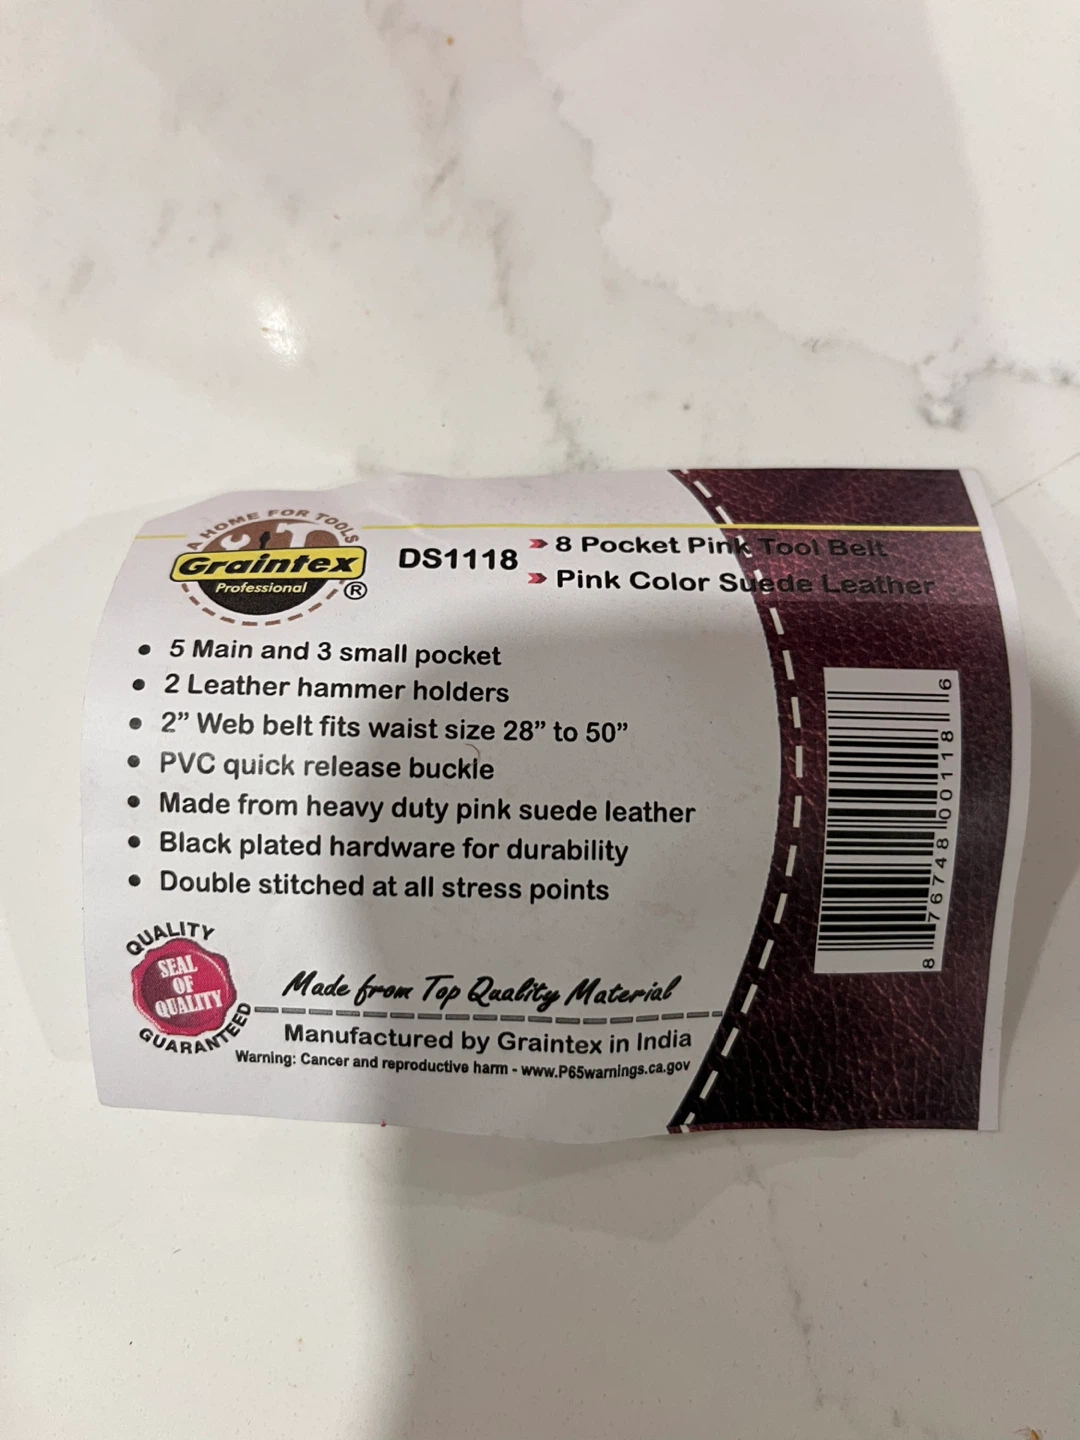 A HOME FOR TOOLS
Graintex
Professional
®
DS1118
8 Pocket Pink Tool Belt
Pink Color Suede Leather
• 5 Main and 3 small pocket
• 2 Leather hammer holders
• 2” Web belt fits waist size 28” to 50”
• PVC quick release buckle
• Made from heavy duty pink suede leather
• Black plated hardware for durability
• Double stitched at all stress points
8 76748 00118 6
QUALITY
SEAL
OF
QUALITY
GUARANTEED
Made from Top Quality Material
Manufactured by Graintex in India
Warning: Cancer and reproductive harm - www.P65warnings.ca.gov